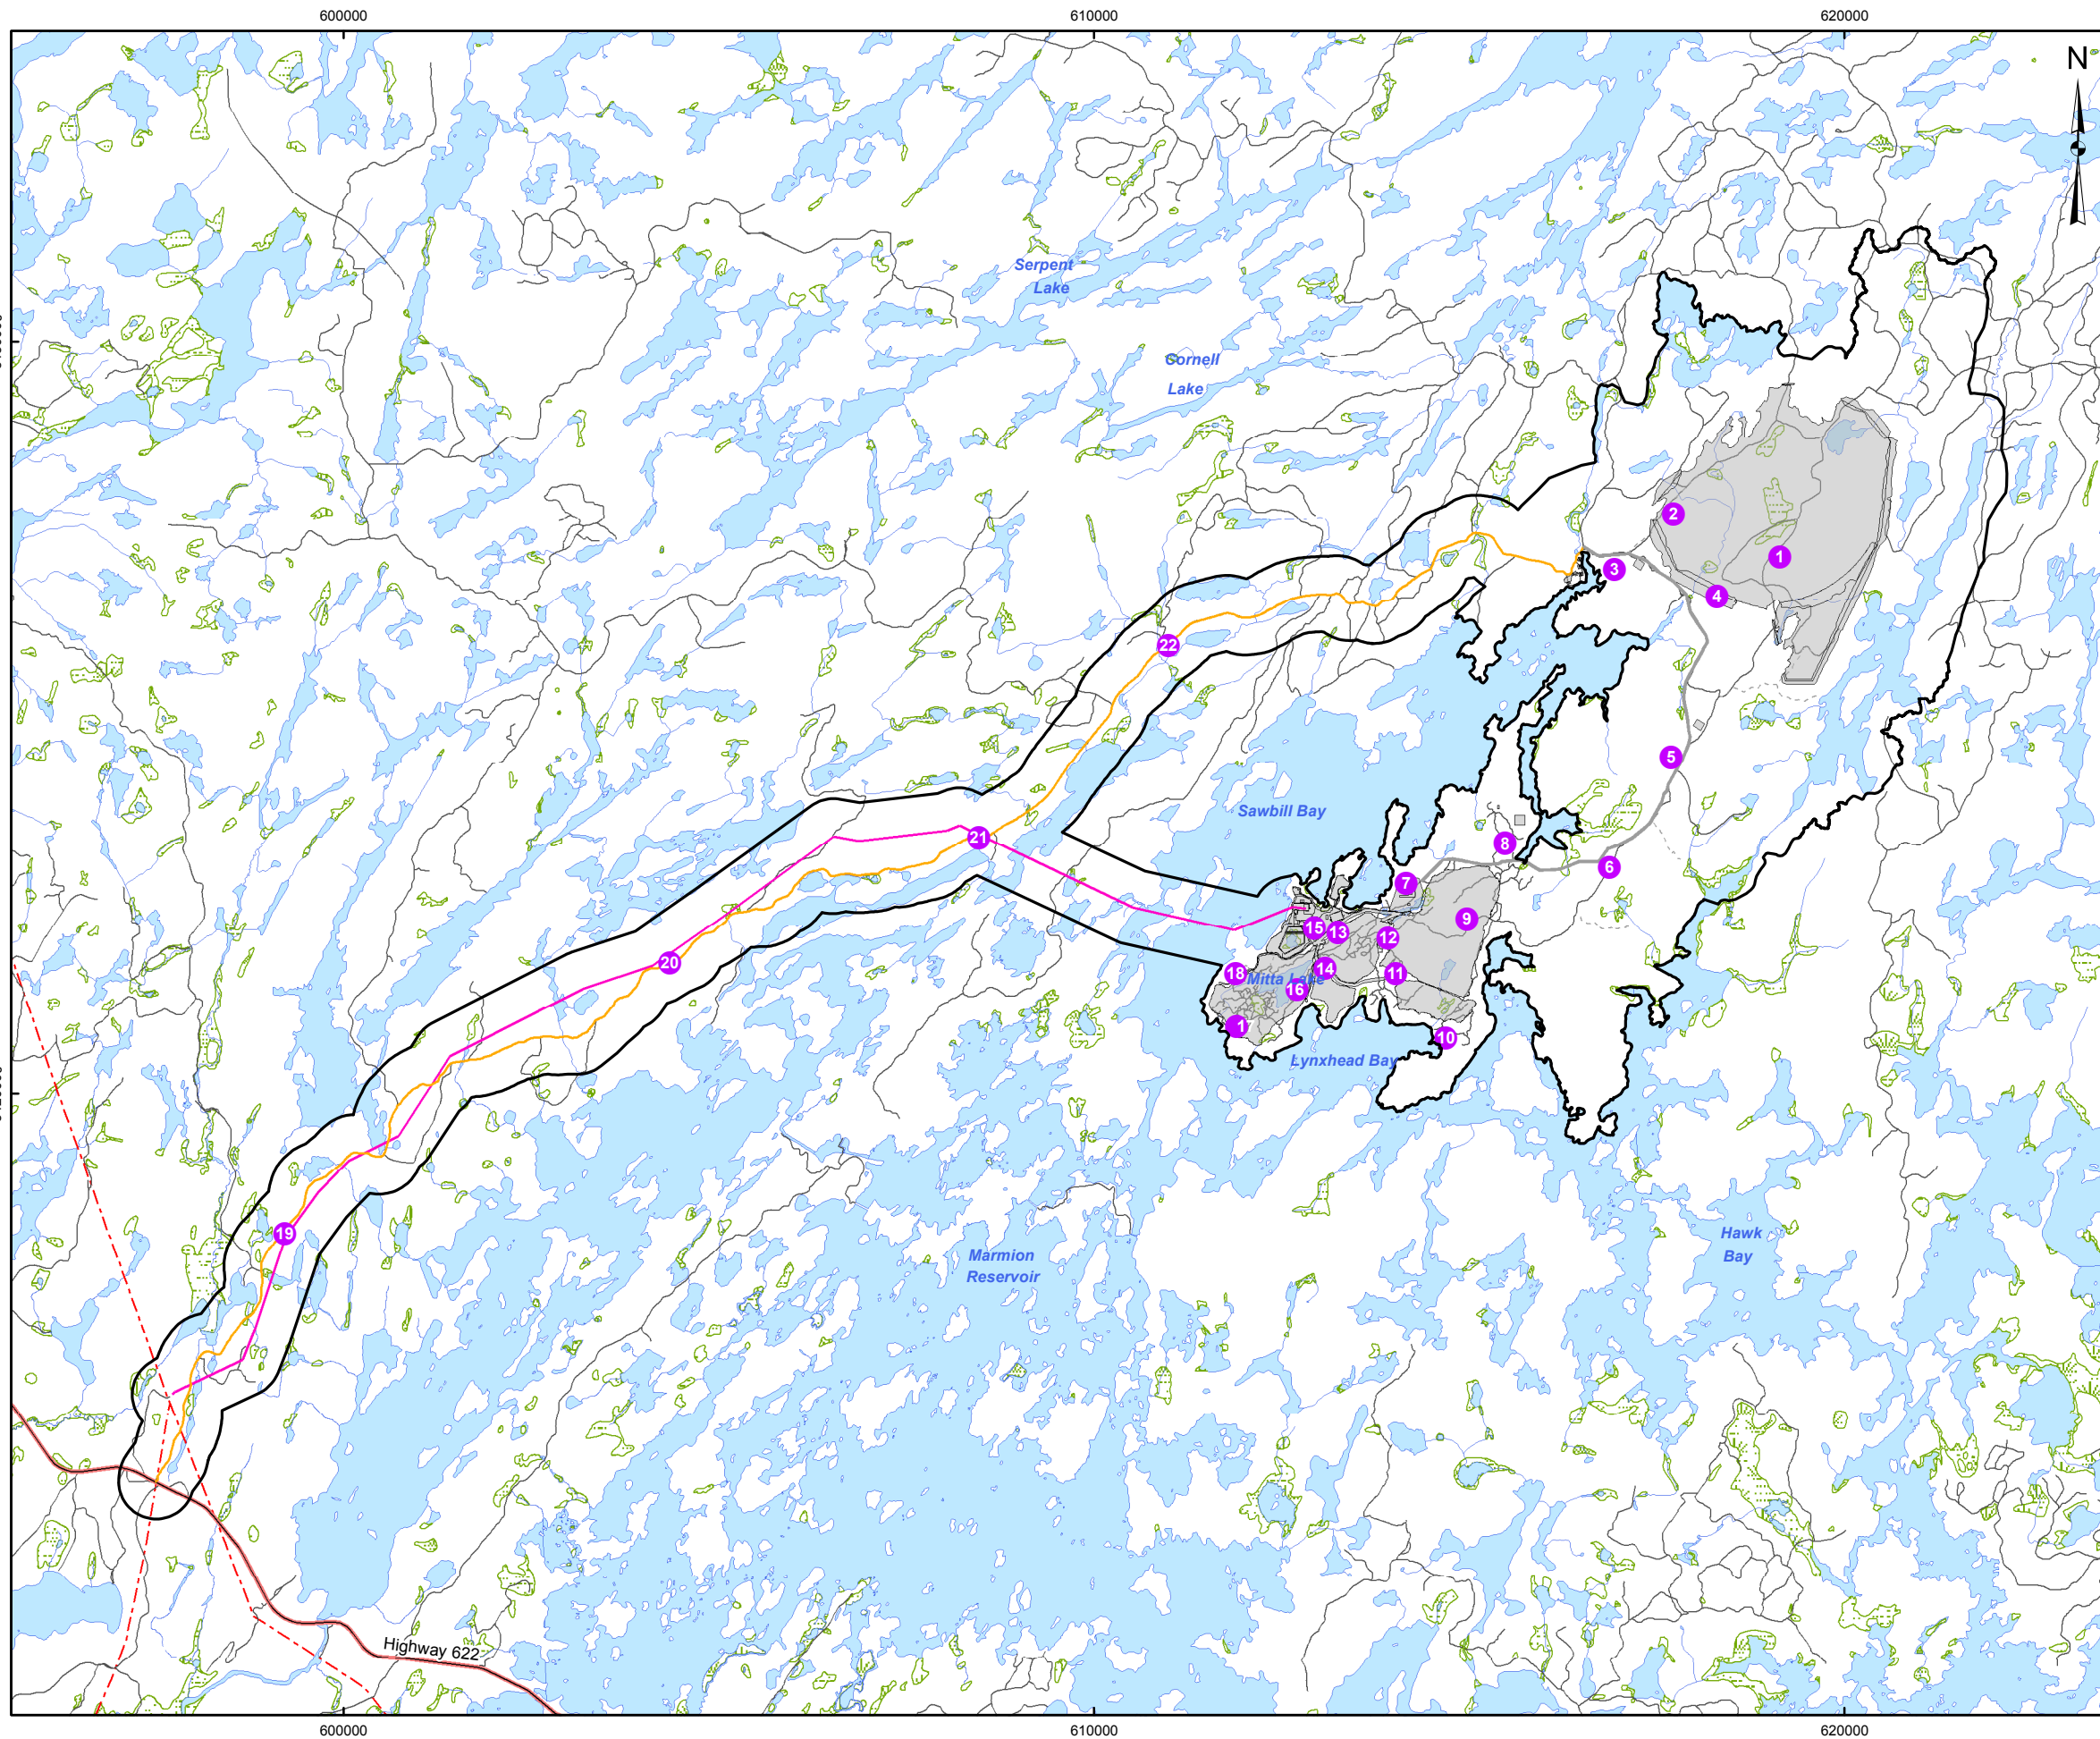 600000
610000
620000
N
Serpent
Lake
Cornell
Lake
2
1
3
4
22
5
Sawbill Bay
21
8
6
7
9
15
13
12
20
14
11
18
Mitta Lake
16
1
10
Lynxhead Bay
19
Hawk
Bay
Marmion
Reservoir
Highway 622
600000
610000
620000